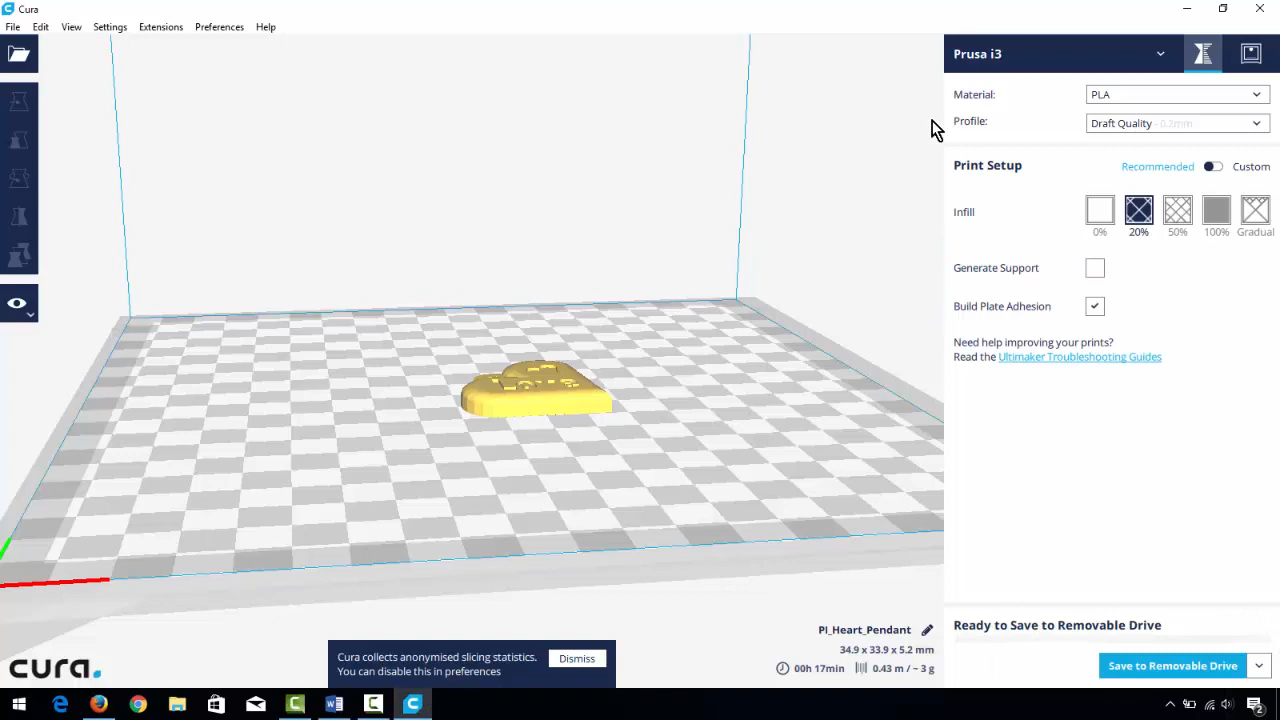 Cura
File Edit View Settings Extensions Preferences Help
Prusa i3
Material: PLA
Profile: Draft Quality - 0.2mm
Print Setup Recommended Custom
Infill
0% 20% 50% 100% Gradual
Generate Support
Build Plate Adhesion
Need help improving your prints?
Read the Ultimaker Troubleshooting Guides
PI_Heart_Pendant
34.9 x 33.9 x 5.2 mm
00h 17min 0.43 m / ~ 3 g
Ready to Save to Removable Drive
Save to Removable Drive
Cura collects anonymised slicing statistics.
You can disable this in preferences
Dismiss
cura.
2